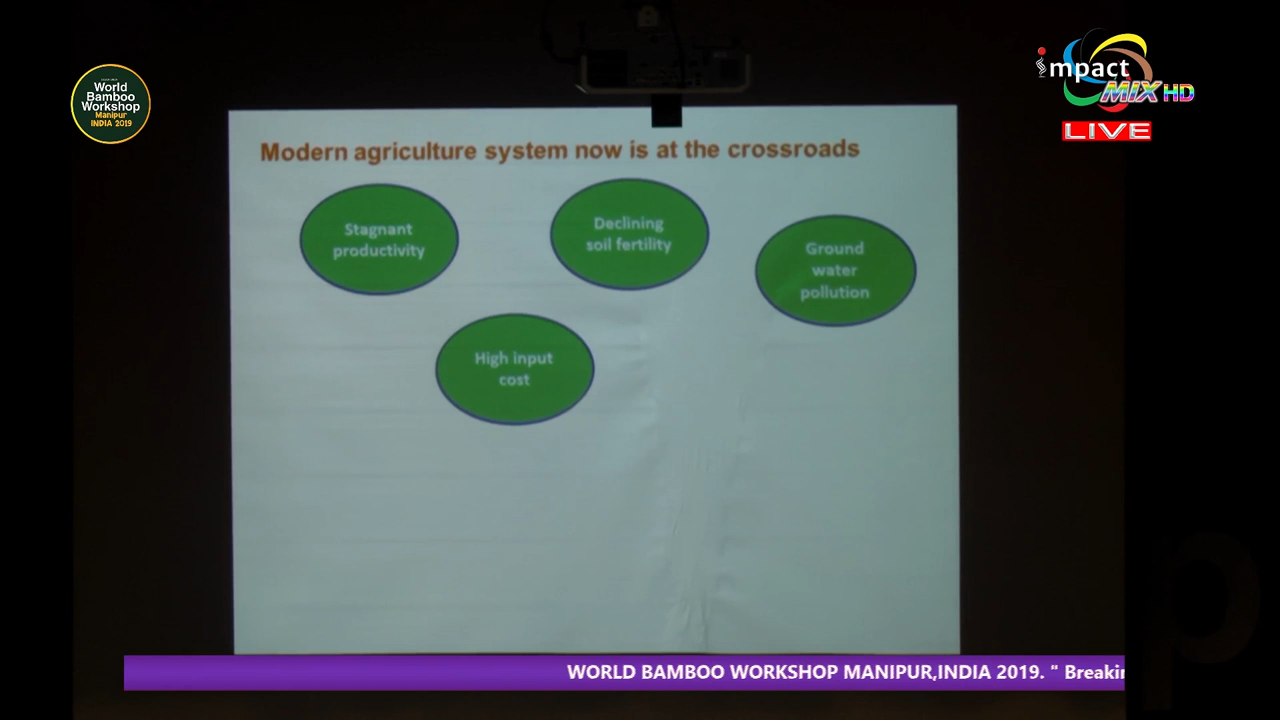 World
Bamboo
Workshop
Manipur
INDIA 2019
impact
MIX HD
LIVE
Modern agriculture system now is at the crossroads
Stagnant
productivity
Declining
soil fertility
Ground
water
pollution
High input
cost
WORLD BAMBOO WORKSHOP MANIPUR,INDIA 2019. " Breakin